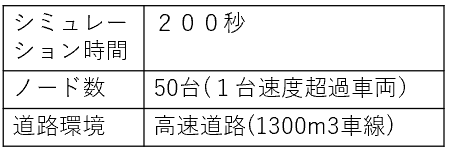 シミュレー
ション時間
２００秒
ノード数
50台(１台速度超過車両)
道路環境
高速道路(1300m3車線)